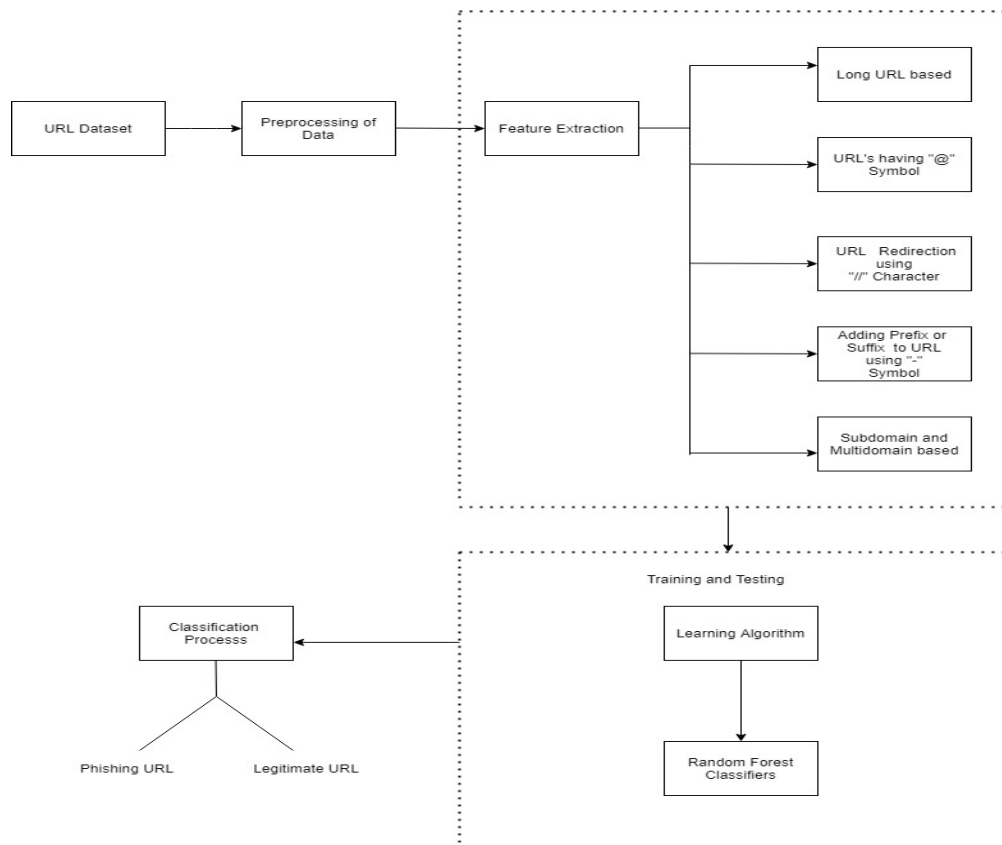 URL Dataset
Preprocessing of
Data
Feature Extraction
Long URL based
URL's having "@"
Symbol
URL Redirection
using
"//" Character
Adding Prefix or
Suffix to URL
using "-"
Symbol
Subdomain and
Multidomain based
Training and Testing
Learning Algorithm
Random Forest
Classifiers
Classification
Processs
Phishing URL
Legitimate URL